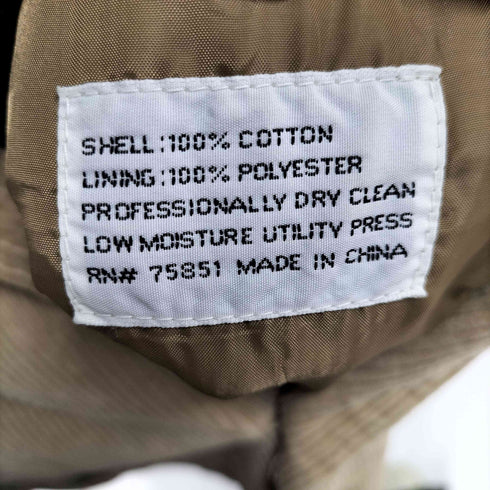 SHELL:100% COTTON
LINING:100% POLYESTER
PROFESSIONALLY DRY CLEAN
LOW MOISTURE UTILITY PRESS
RN# 75851 MADE IN CHINA